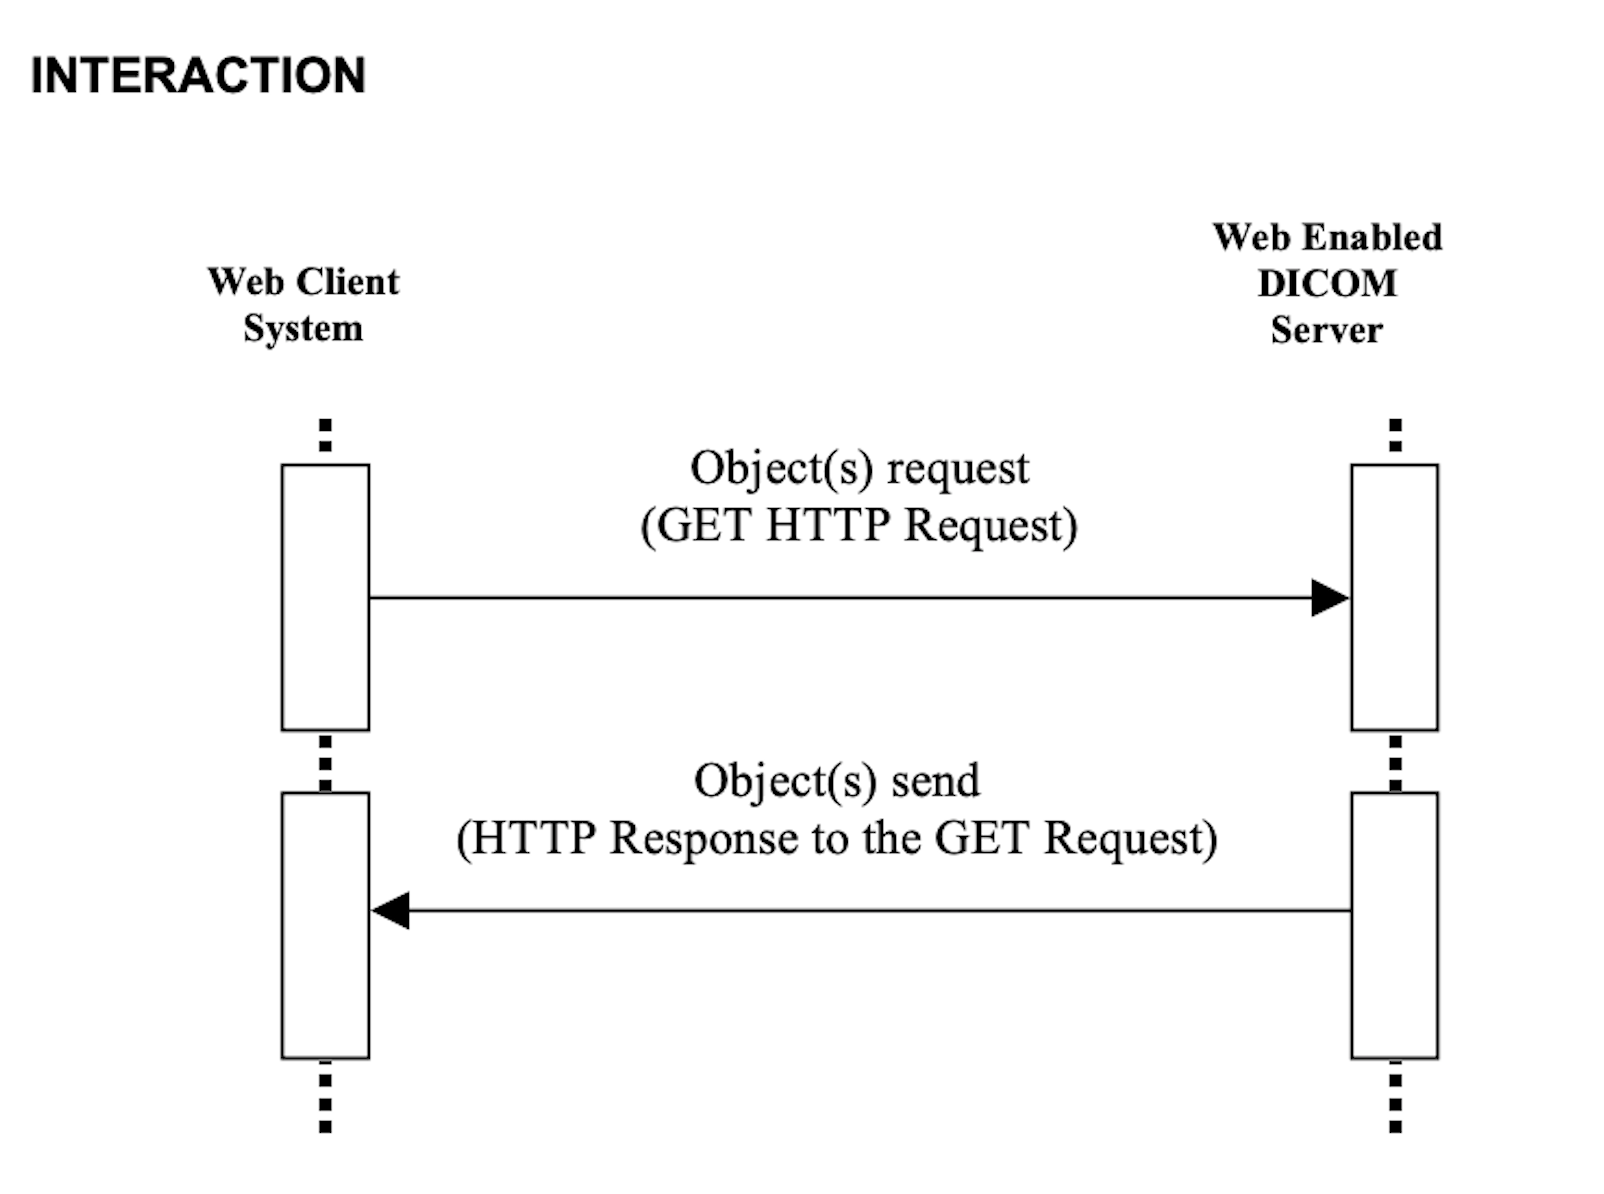 INTERACTION
Web Client
System
Web Enabled
DICOM
Server
Object(s) request
(GET HTTP Request)
Object(s) send
(HTTP Response to the GET Request)